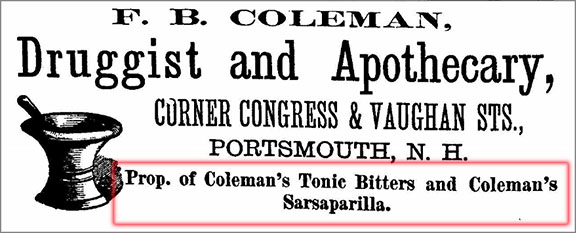 F. B. COLEMAN,
Druggist and Apothecary,
CORNER CONGRESS & VAUGHAN STS.,
PORTSMOUTH, N. H.
Prop. of Coleman's Tonic Bitters and Coleman's
Sarsaparilla.